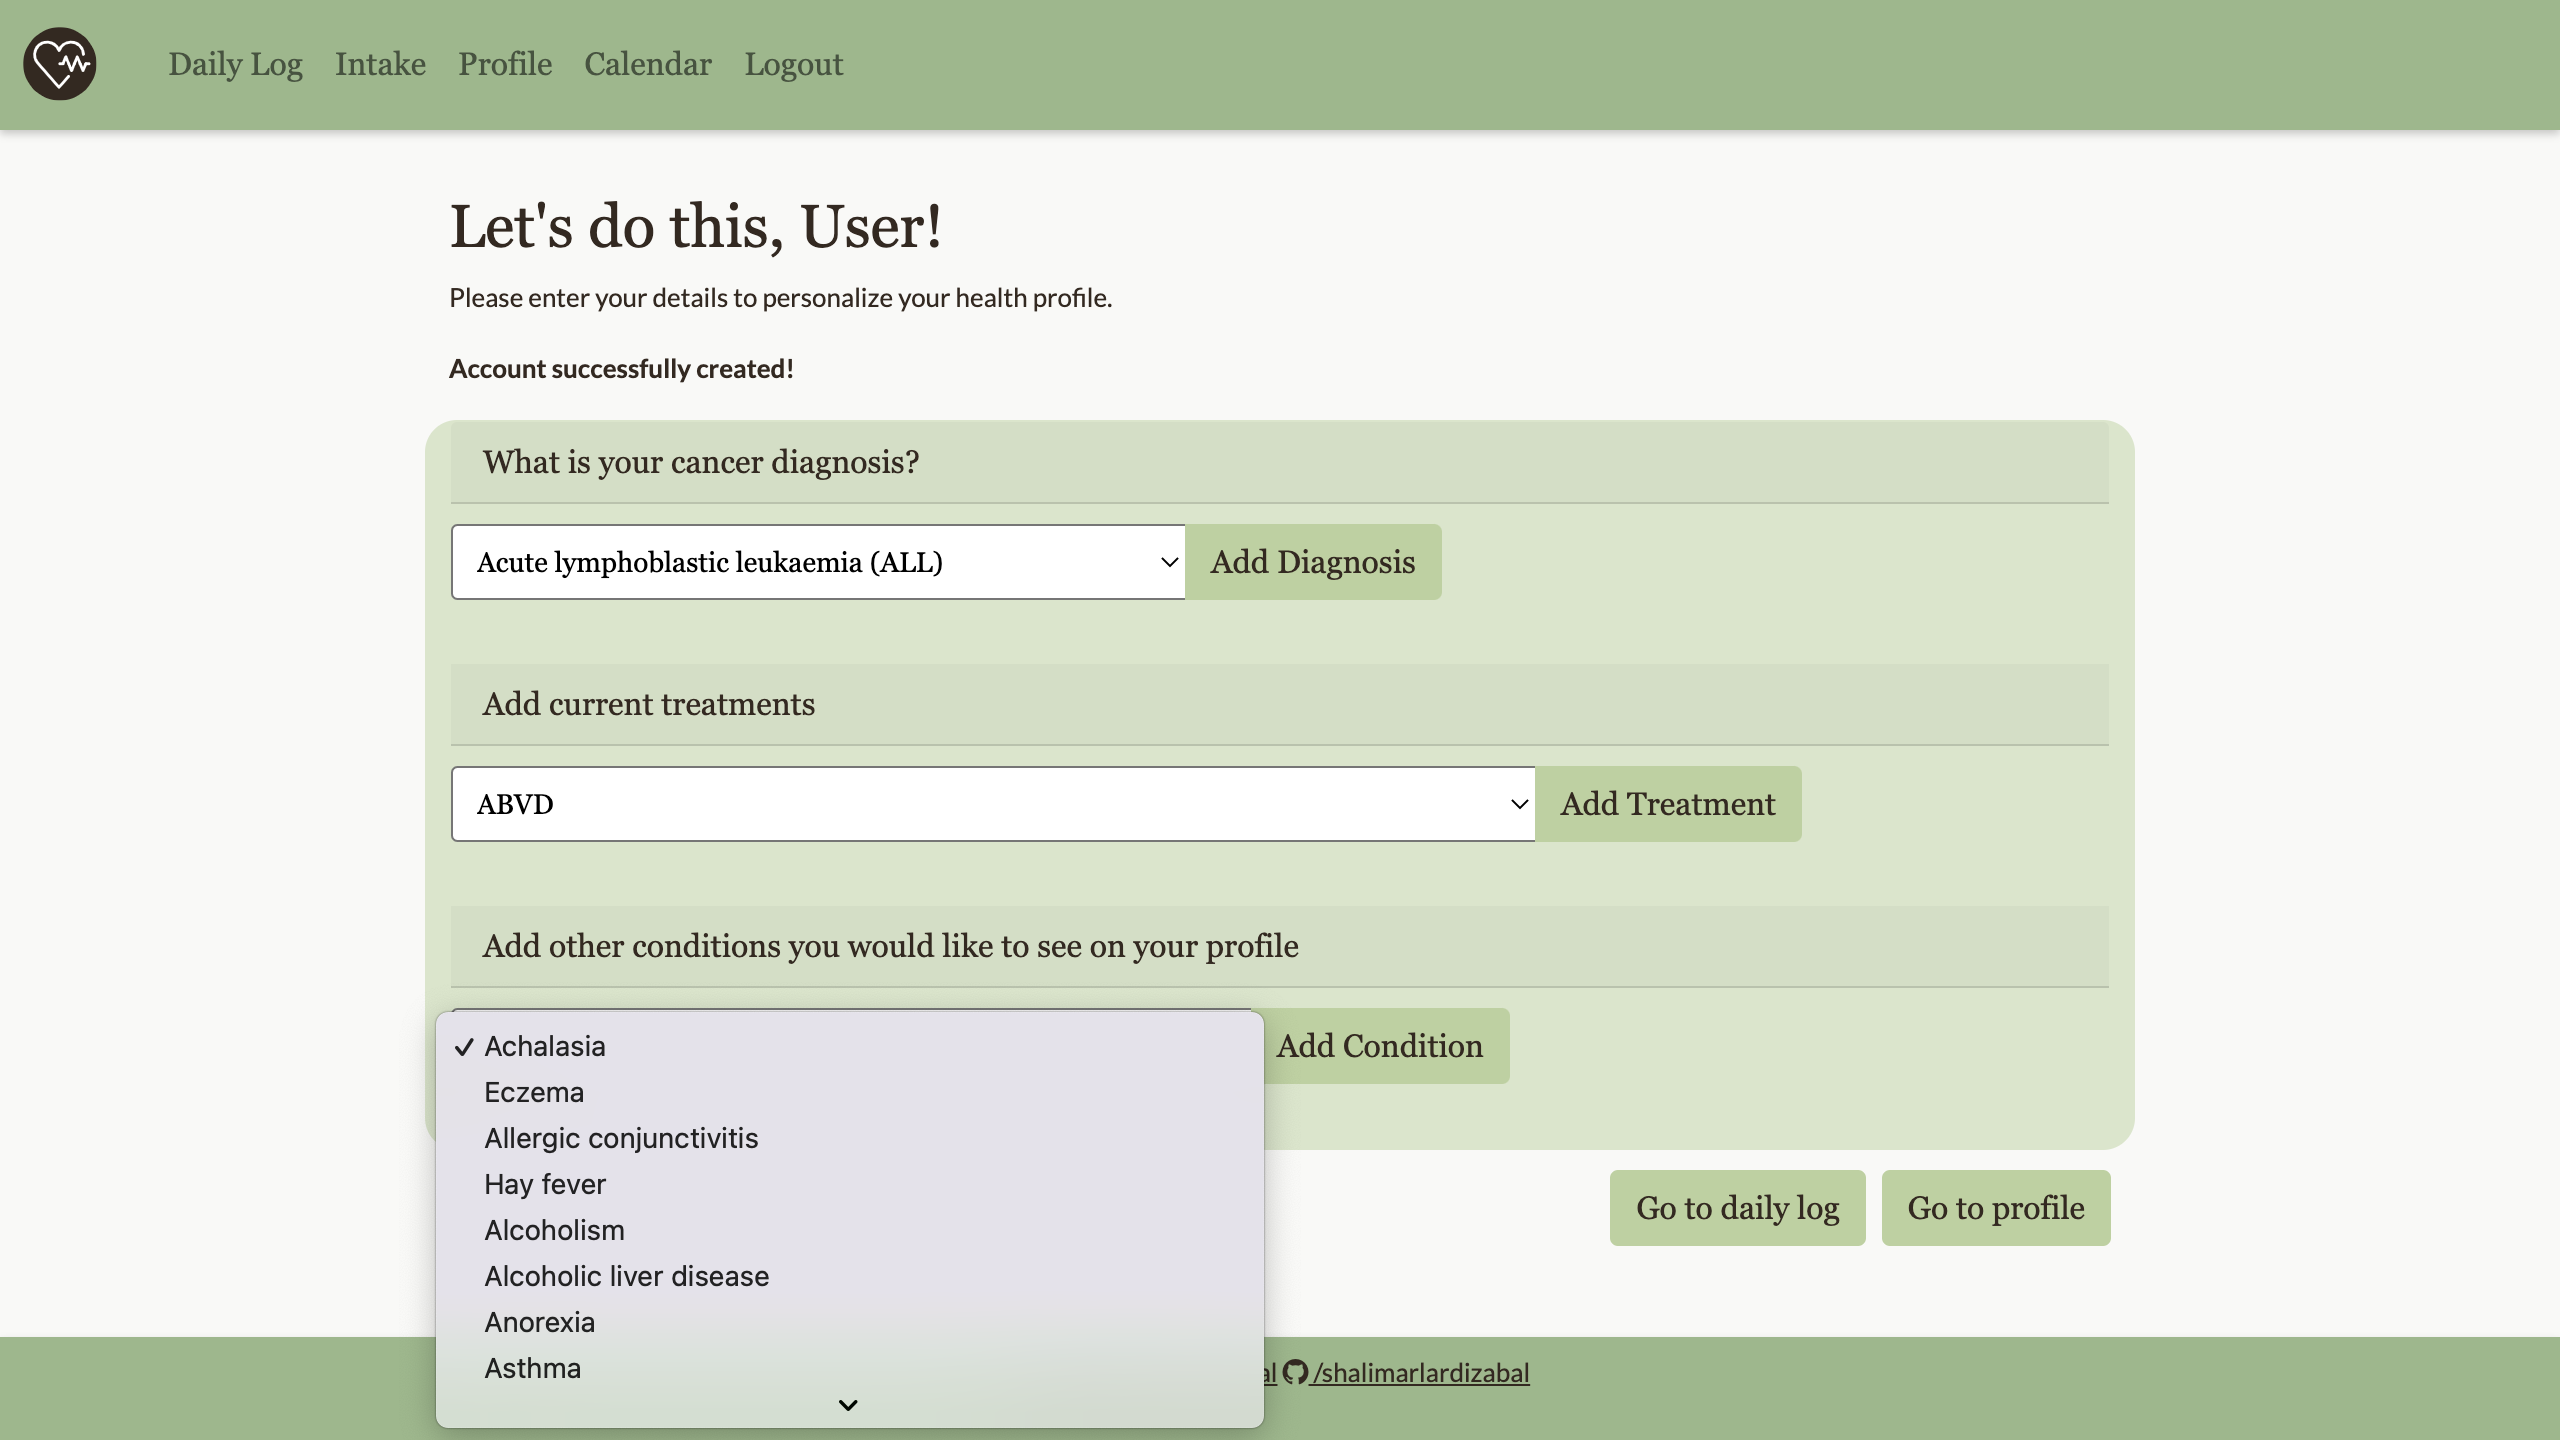 Daily Log Intake Profile Calendar Logout
Let's do this, User!
Please enter your details to personalize your health profile.
Account successfully created!
What is your cancer diagnosis?
Acute lymphoblastic leukaemia (ALL) Add Diagnosis
Add current treatments
ABVD Add Treatment
Add other conditions you would like to see on your profile
Achalasia Add Condition
Eczema
Allergic conjunctivitis
Hay fever
Go to daily log Go to profile
Alcoholism
Alcoholic liver disease
Anorexia
Asthma
/shalimarlardizabal